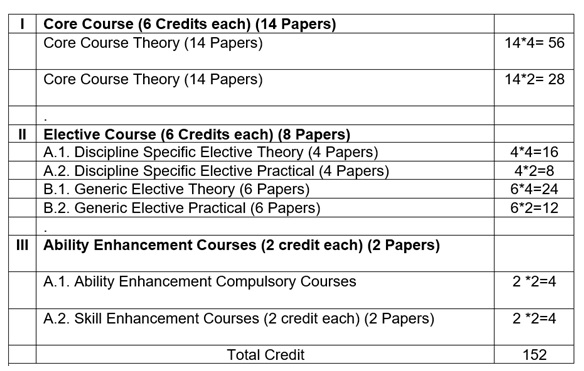 I Core Course (6 Credits each) (14 Papers)
Core Course Theory (14 Papers) 14*4= 56
Core Course Theory (14 Papers) 14*2= 28
.
II Elective Course (6 Credits each) (8 Papers)
A.1. Discipline Specific Elective Theory (4 Papers) 4*4=16
A.2. Discipline Specific Elective Practical (4 Papers) 4*2=8
B.1. Generic Elective Theory (6 Papers) 6*4=24
B.2. Generic Elective Practical (6 Papers) 6*2=12
.
III Ability Enhancement Courses (2 credit each) (2 Papers)
A.1. Ability Enhancement Compulsory Courses 2 *2=4
A.2. Skill Enhancement Courses (2 credit each) (2 Papers) 2 *2=4
Total Credit 152